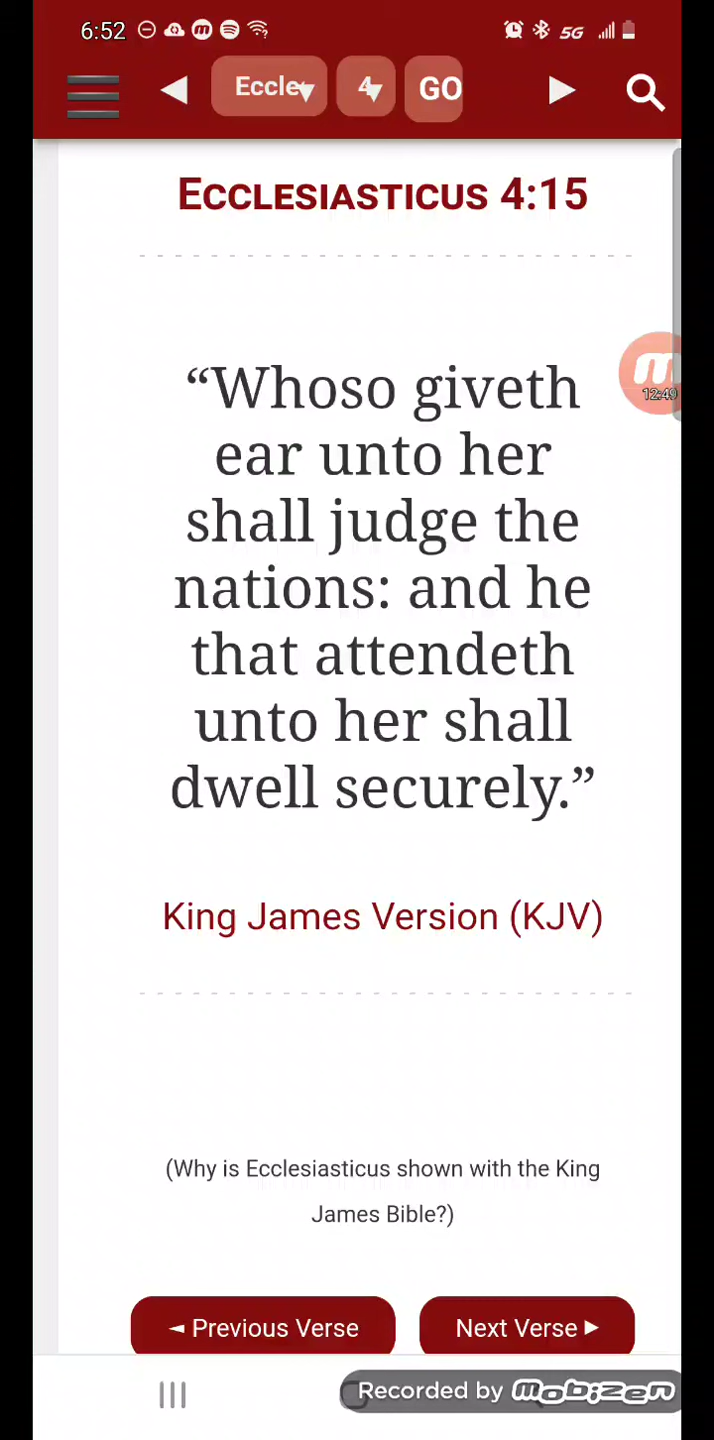 6:52 5G
Eccle 4 GO
Ecclesiasticus 4:15
12:49
“Whoso giveth
ear unto her
shall judge the
nations: and he
that attendeth
unto her shall
dwell securely.”
King James Version (KJV)
(Why is Ecclesiasticus shown with the King
James Bible?)
◄ Previous Verse Next Verse ►
Recorded by mobizen